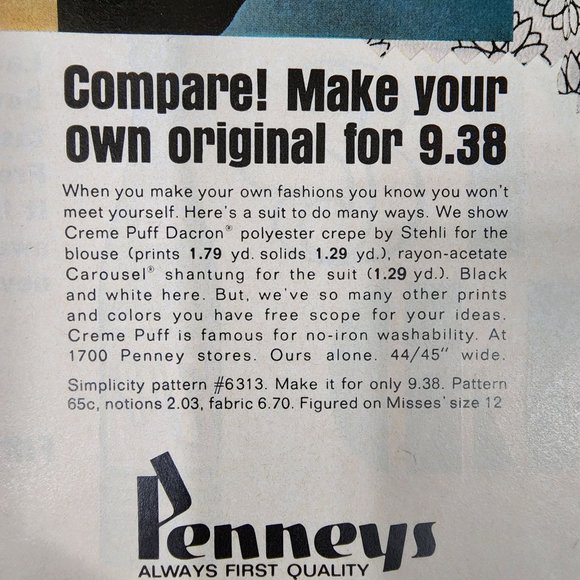 Compare! Make your
own original for 9.38
When you make your own fashions you know you won't
meet yourself. Here's a suit to do many ways. We show
Creme Puff Dacron® polyester crepe by Stehli for the
blouse (prints 1.79 yd. solids 1.29 yd.), rayon-acetate
Carousel® shantung for the suit (1.29 yd.). Black
and white here. But, we've so many other prints
and colors you have free scope for your ideas.
Creme Puff is famous for no-iron washability. At
1700 Penney stores. Ours alone. 44/45" wide.
Simplicity pattern #6313. Make it for only 9.38. Pattern
65c, notions 2.03, fabric 6.70. Figured on Misses' size 12
Penneys
ALWAYS FIRST QUALITY